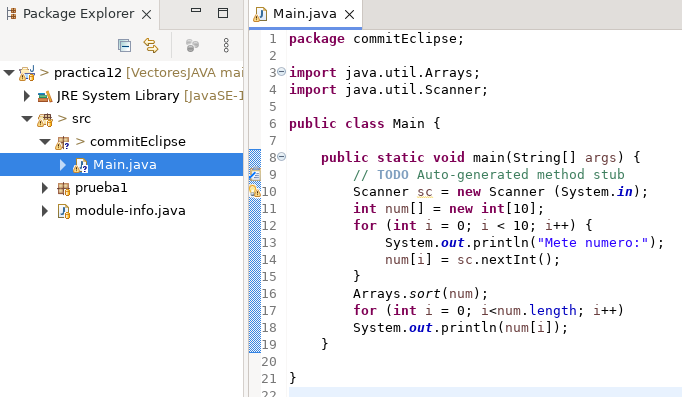 Package Explorer
practica12 [VectoresJAVA mai
JRE System Library [JavaSE-1
src
commitEclipse
Main.java
prueba1
module-info.java
Main.java
1 package commitEclipse;
2
3 import java.util.Arrays;
4 import java.util.Scanner;
5
6 public class Main {
7
8 public static void main(String[] args) {
9 // TODO Auto-generated method stub
10 Scanner sc = new Scanner (System.in);
11 int num[] = new int[10];
12 for (int i = 0; i < 10; i++) {
13 System.out.println("Mete numero:");
14 num[i] = sc.nextInt();
15 }
16 Arrays.sort(num);
17 for (int i = 0; i<num.length; i++)
18 System.out.println(num[i]);
19 }
20
21 }
22